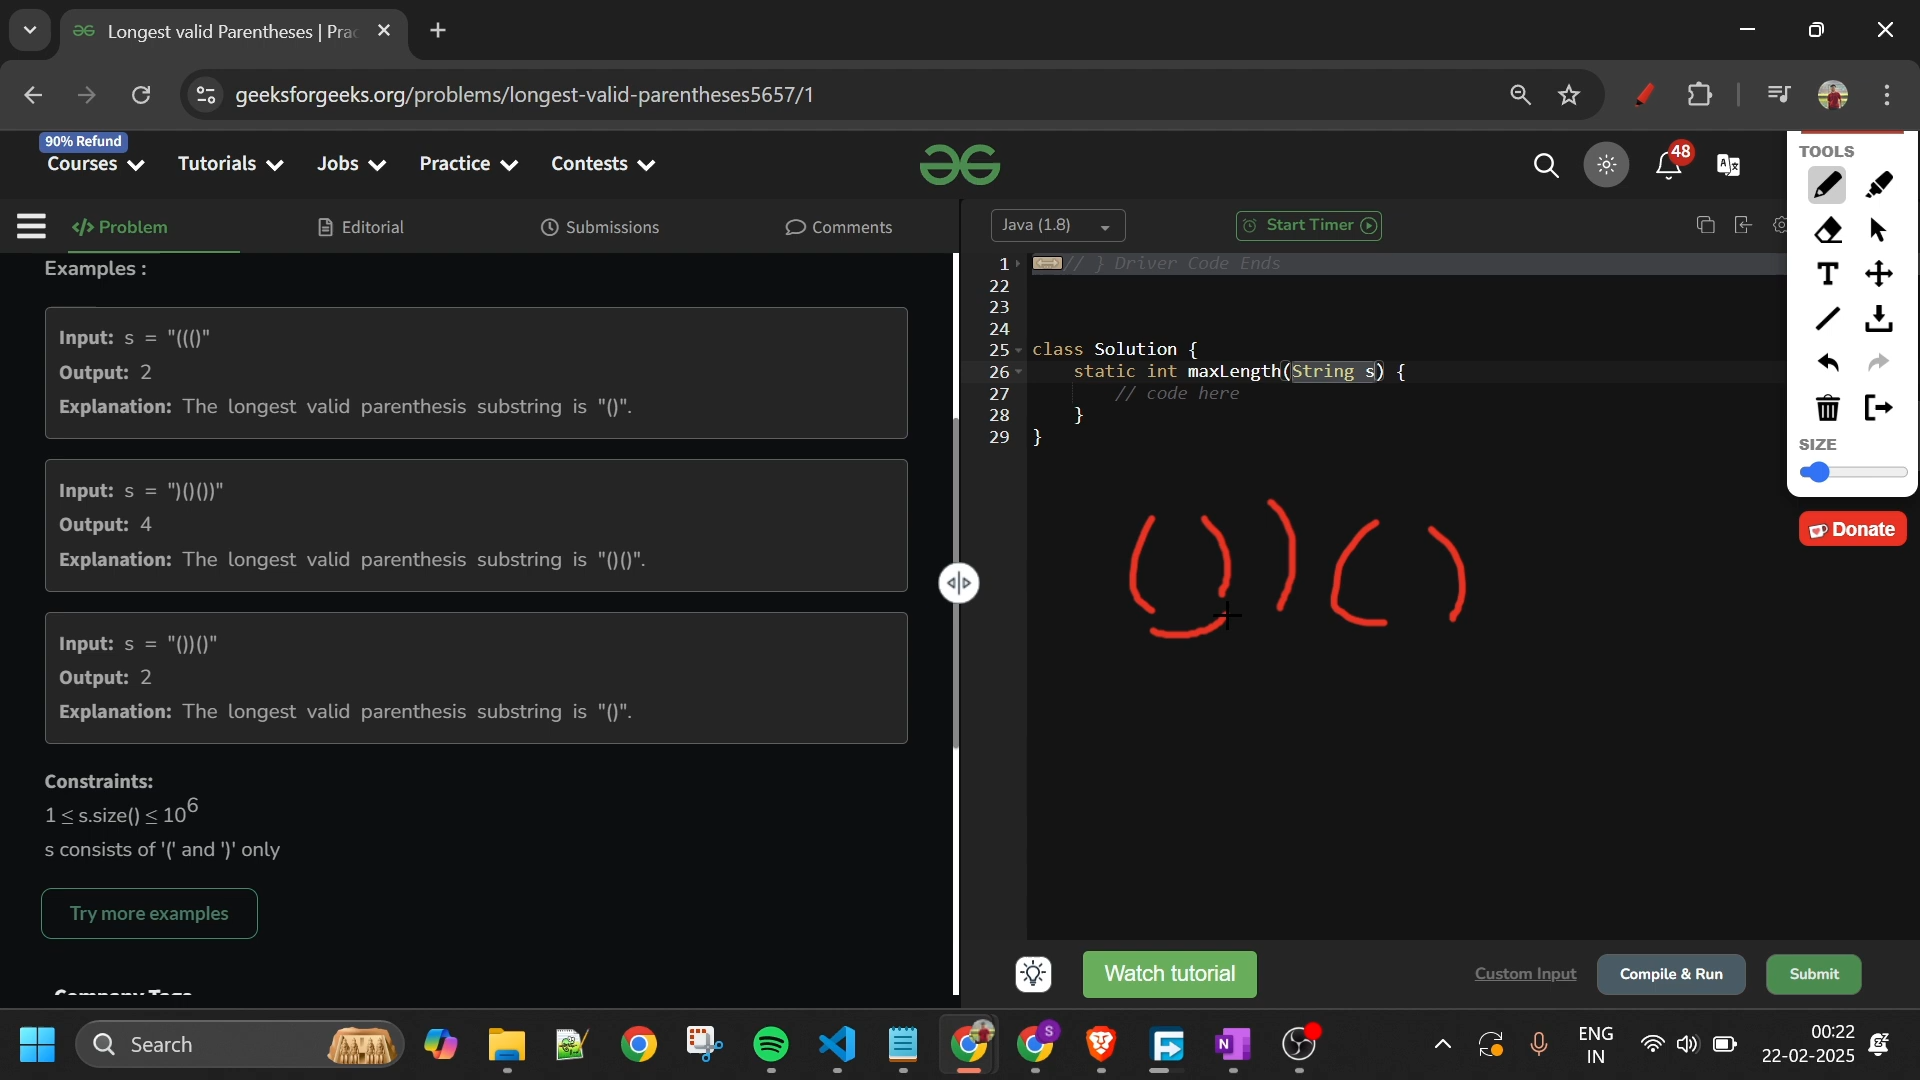 Longest valid Parentheses | Prac
geeksforgeeks.org/problems/longest-valid-parentheses5657/1
90% Refund
Courses Tutorials Jobs Practice Contests
48
TOOLS
</> Problem Editorial Submissions Comments
Java (1.8) Start Timer
Examples :
Input: s = "((()"
Output: 2
Explanation: The longest valid parenthesis substring is "()".
Input: s = ")()())"
Output: 4
Explanation: The longest valid parenthesis substring is "()()".
Input: s = "())()"
Output: 2
Explanation: The longest valid parenthesis substring is "()".
Constraints:
1 ≤ s.size() ≤ 10^6
s consists of '(' and ')' only
Try more examples
1 // } Driver Code Ends
22
23
24
25 class Solution {
26 static int maxLength(String s) {
27 // code here
28 }
29 }
( ) ) ( )
SIZE
Donate
Watch tutorial Custom Input Compile & Run Submit
Search
S
ENG
IN
00:22
22-02-2025